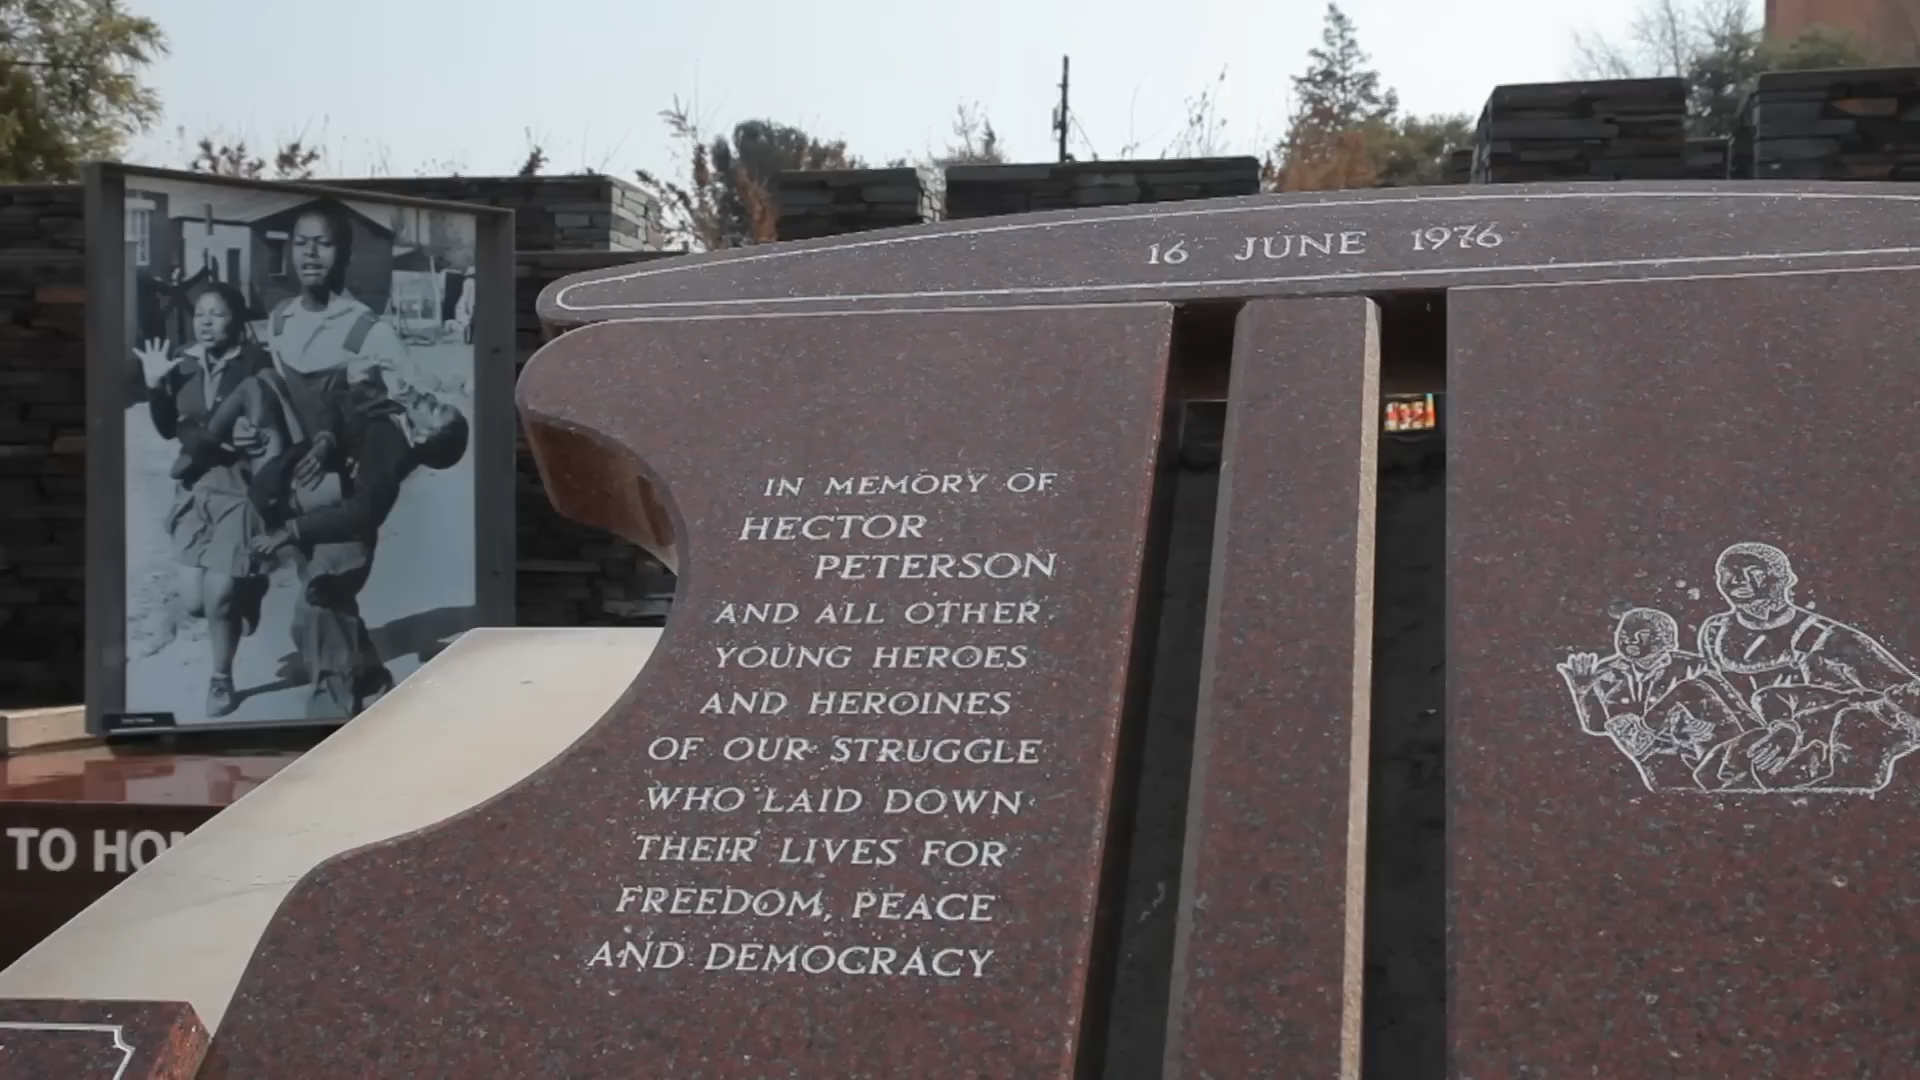 16 JUNE 1976
IN MEMORY OF
HECTOR
PETERSON
AND ALL OTHER
YOUNG HEROES
AND HEROINES
OF OUR STRUGGLE
WHO LAID DOWN
THEIR LIVES FOR
FREEDOM, PEACE
AND DEMOCRACY
TO HO